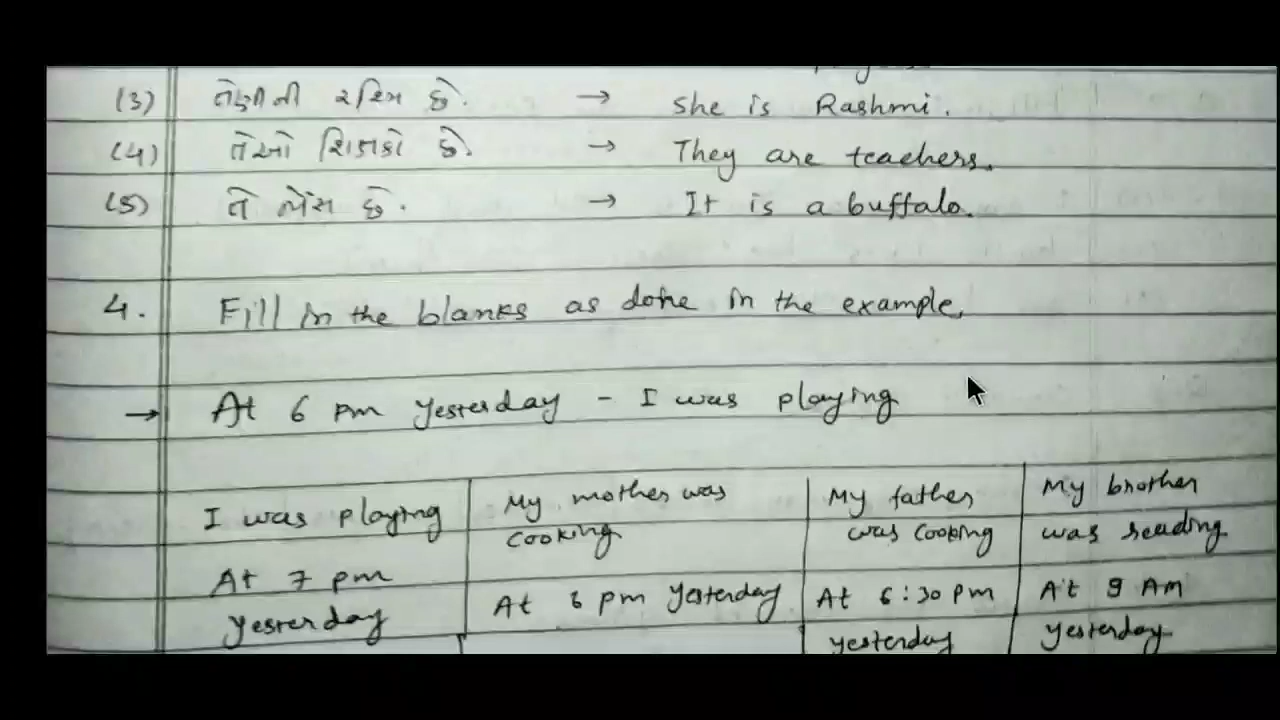 (3) તેણીની રશ્મિ છે. → She is Rashmi.
(4) તેઓ શિક્ષકો છે. → They are teachers.
(5) તે ભેંસ છે. → It is a buffalo.
4. Fill in the blanks as done in the example.
→ At 6 pm yesterday - I was playing
I was playing My mother was My father My brother
cooking was cooking was reading
At 7 pm At 6 pm yesterday At 6:30 pm At 9 AM
yesterday yesterday yesterday